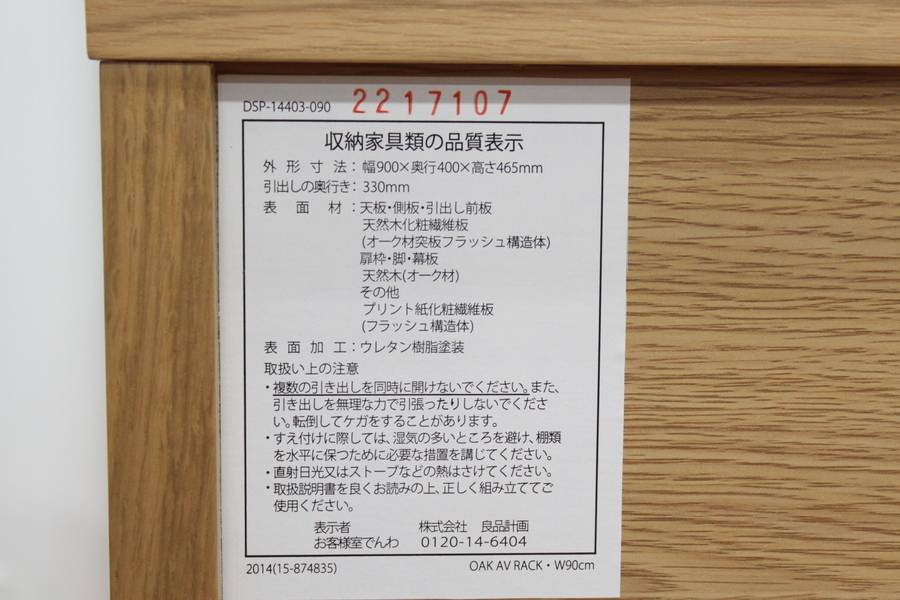 DSP-14403-090 2217107
収納家具類の品質表示
外形寸法：幅900×奥行400×高さ465mm
引出しの奥行き：330mm
表面材：天板・側板・引出し前板
天然木化粧繊維板
(オーク材突板フラッシュ構造体)
扉枠・脚・幕板
天然木(オーク材)
その他
プリント紙化粧繊維板
(フラッシュ構造体)
表面加工：ウレタン樹脂塗装
取扱い上の注意
・複数の引き出しを同時に開けないでください。また、
引き出しを無理な力で引張ったりしないでくださ
い。転倒してケガをすることがあります。
・すえ付けに際しては、湿気の多いところを避け、棚類
を水平に保つために必要な措置を講じてください。
・直射日光又はストーブなどの熱はさけてください。
・取扱説明書を良くお読みの上、正しく組み立ててご
使用ください。
表示者 株式会社 良品計画
お客様室でんわ 0120-14-6404
2014(15-874835) OAK AV RACK・W90cm